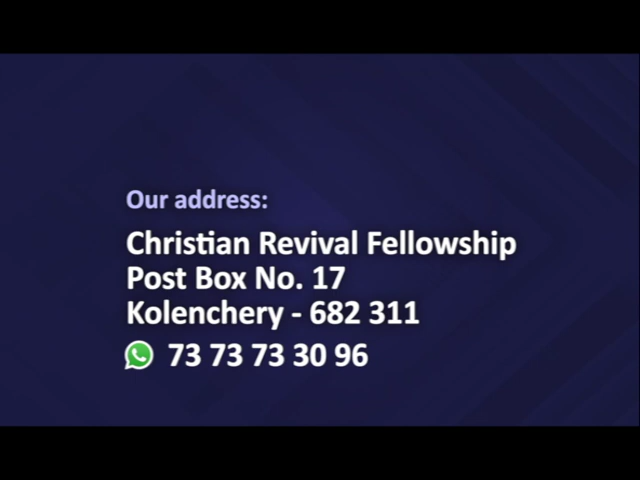 Our address:
Christian Revival Fellowship
Post Box No. 17
Kolenchery - 682 311
73 73 73 30 96